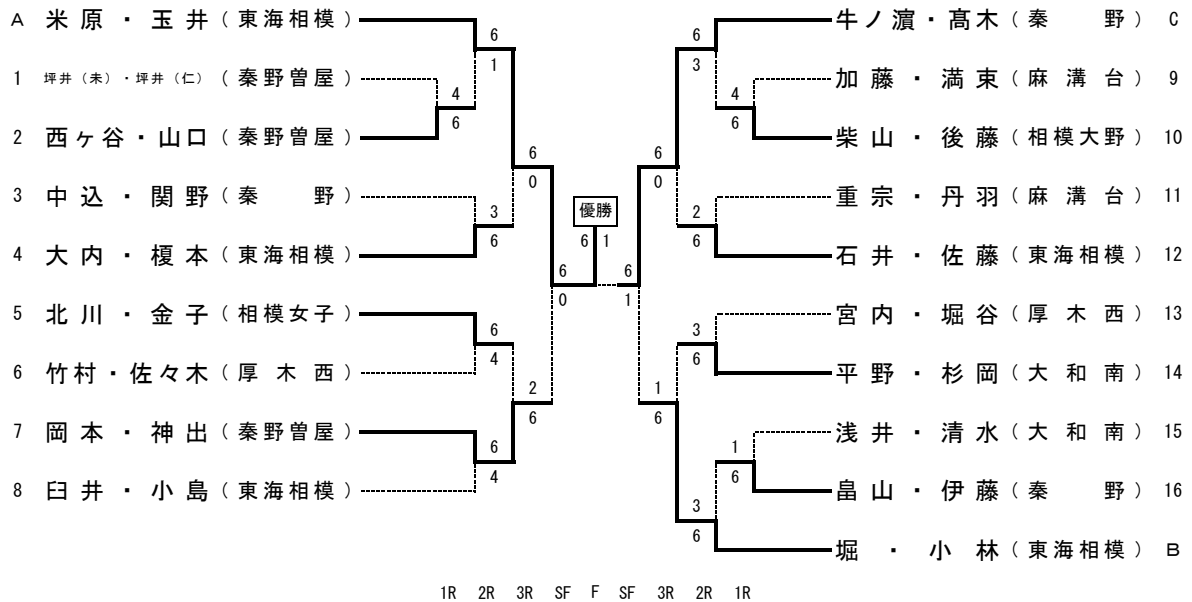 A 米原・玉井（東海相模）
1 坪井（未）・坪井（仁）（秦野曽屋）
2 西ヶ谷・山口（秦野曽屋）
3 中込・関野（秦野）
4 大内・榎本（東海相模）
5 北川・金子（相模女子）
6 竹村・佐々木（厚木西）
7 岡本・神出（秦野曽屋）
8 臼井・小島（東海相模）
6
1
4
6
6
0
3
6
6
4
2
6
6
4
6
0
優勝
6 1
6
1
6
0
1
6
6
3
4
6
2
6
3
6
1
6
3
6
牛ノ濵・髙木（秦野） C
加藤・満束（麻溝台） 9
柴山・後藤（相模大野） 10
重宗・丹羽（麻溝台） 11
石井・佐藤（東海相模） 12
宮内・堀谷（厚木西） 13
平野・杉岡（大和南） 14
浅井・清水（大和南） 15
畠山・伊藤（秦野） 16
堀・小林（東海相模） B
1R 2R 3R SF F SF 3R 2R 1R